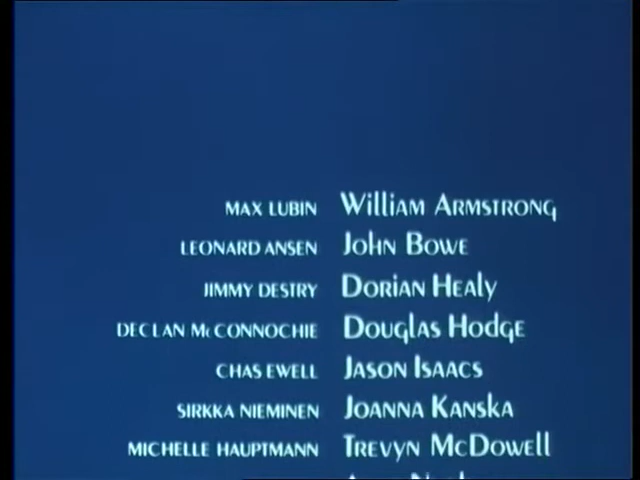 MAX LUBIN William Armstrong
LEONARD ANSEN John Bowe
JIMMY DESTRY Dorian Healy
DECLAN McCONNOCHIE Douglas Hodge
CHAS EWELL Jason Isaacs
SIRKKA NIEMINEN Joanna Kanska
MICHELLE HAUPTMANN Trevyn McDowell